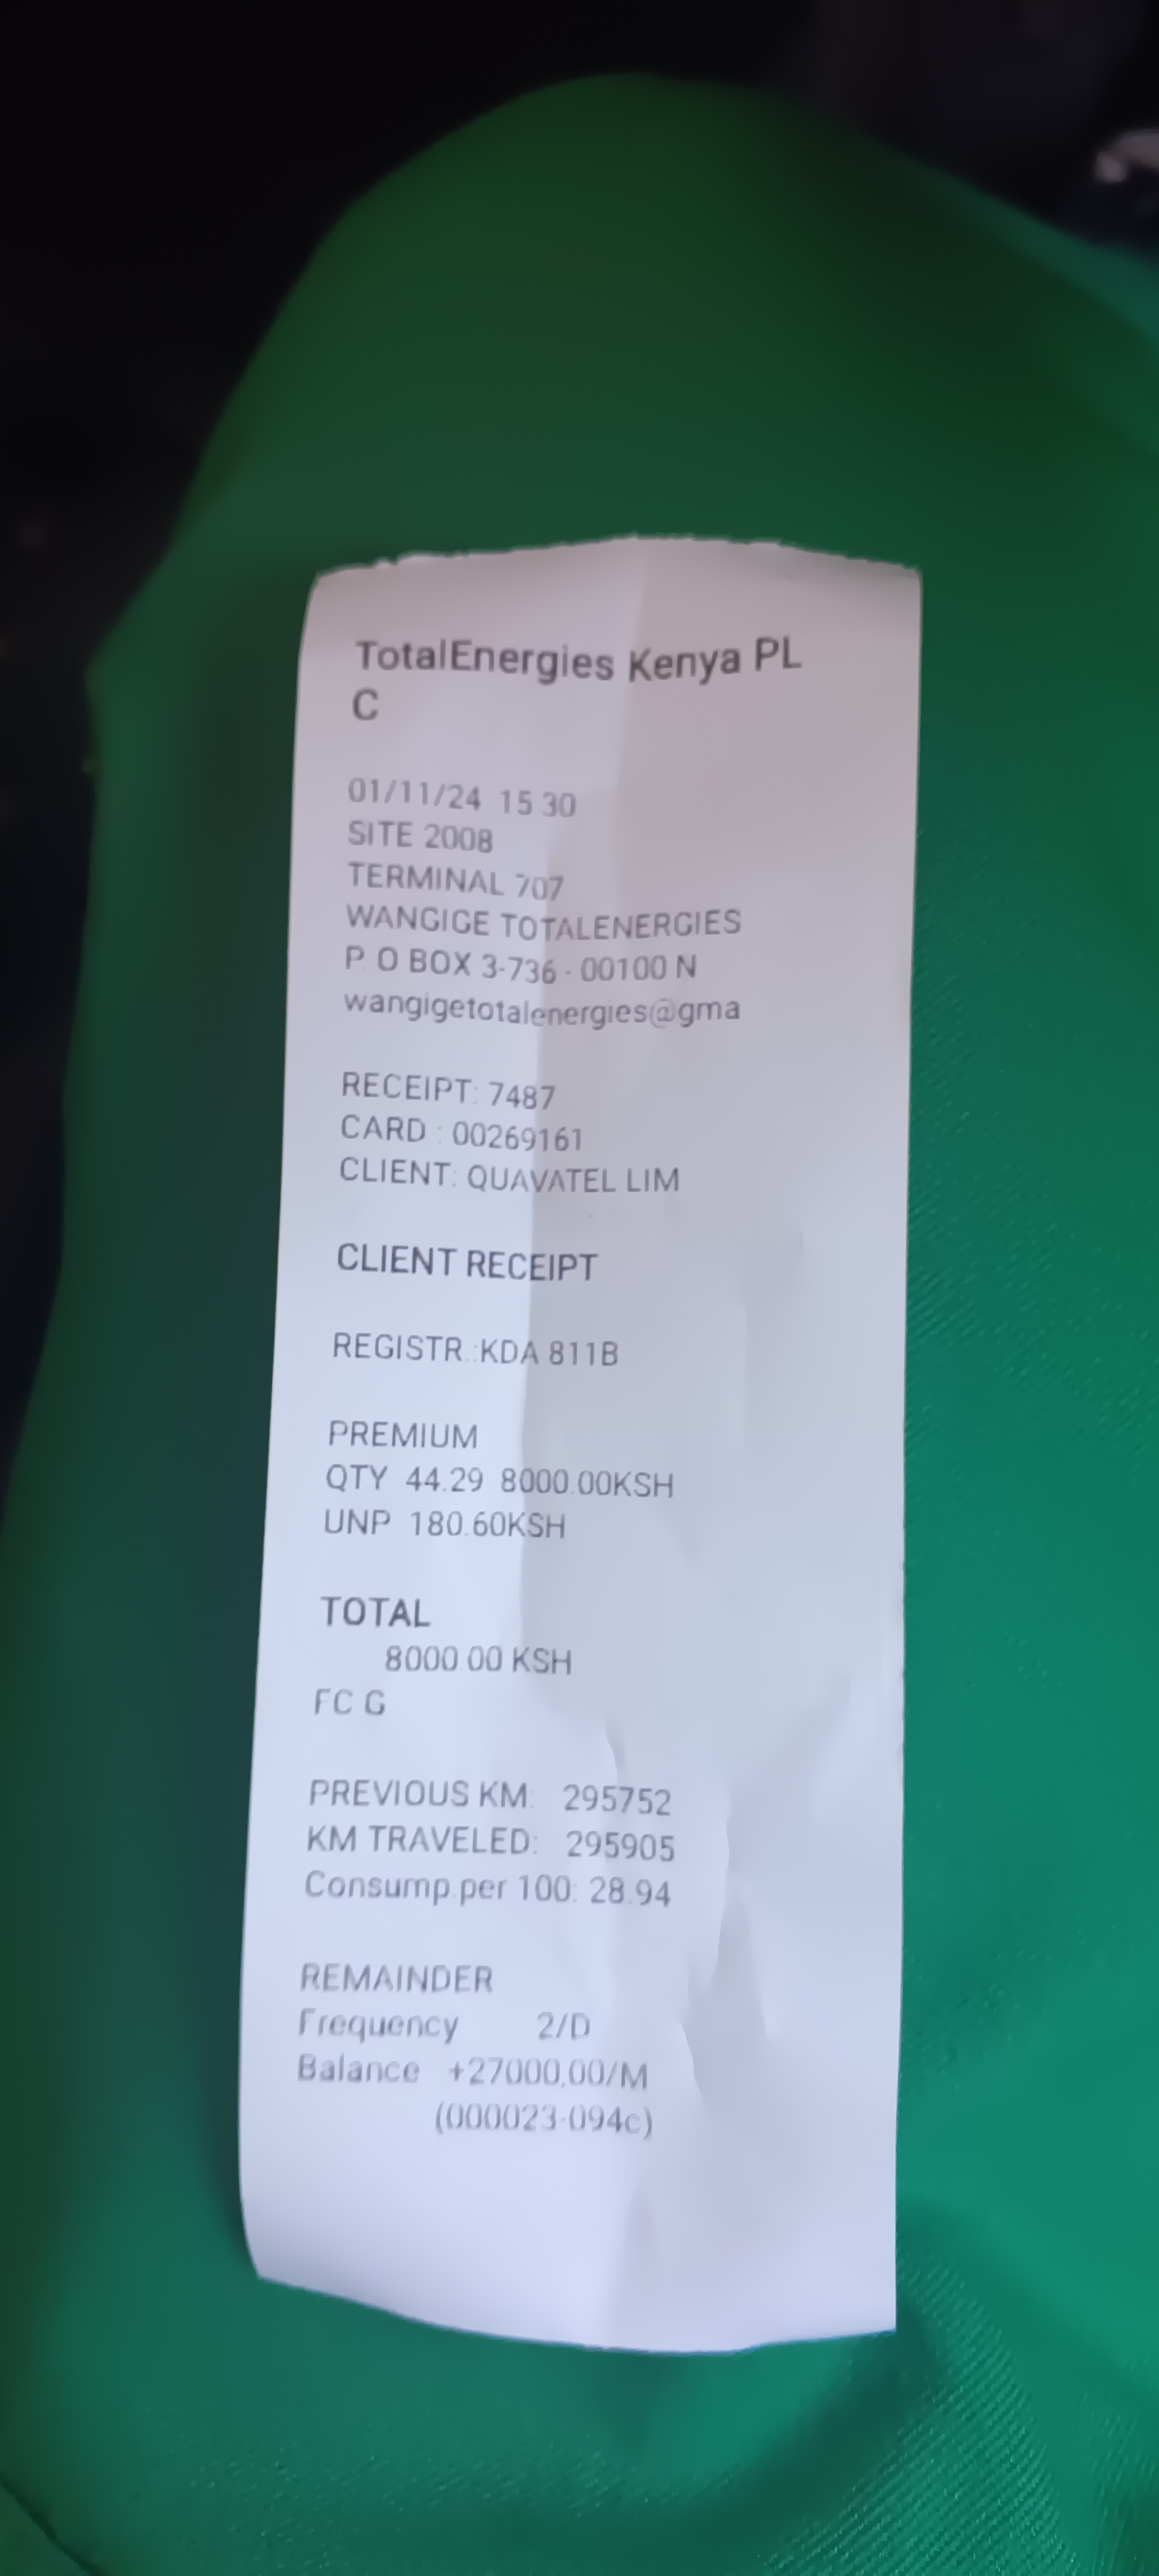 TotalEnergies Kenya PL
C
01/11/24 15 30
SITE 2008
TERMINAL 707
WANGIGE TOTALENERGIES
P O BOX 3-736 - 00100 N
wangigetotalenergies@gma
RECEIPT: 7487
CARD : 00269161
CLIENT: QUAVATEL LIM
CLIENT RECEIPT
REGISTR.:KDA 811B
PREMIUM
QTY 44.29 8000.00KSH
UNP 180.60KSH
TOTAL
8000.00 KSH
FC G
PREVIOUS KM: 295752
KM TRAVELED: 295905
Consump.per 100: 28.94
REMAINDER
Frequency 2/D
Balance +27000,00/M
(000023-094c)